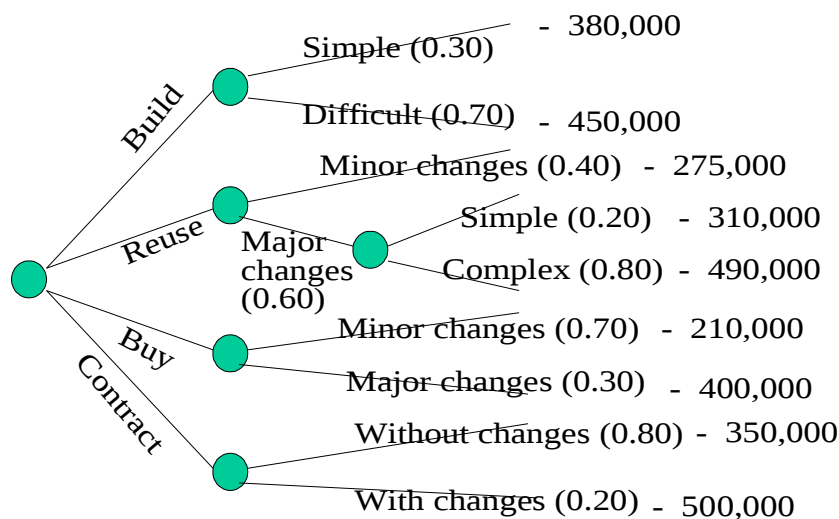 Simple (0.30) - 380,000
Build
Difficult (0.70) - 450,000
Minor changes (0.40) - 275,000
Reuse
Simple (0.20) - 310,000
Major
changes
(0.60)
Complex (0.80) - 490,000
Buy
Minor changes (0.70) - 210,000
Major changes (0.30) - 400,000
Contract
Without changes (0.80) - 350,000
With changes (0.20) - 500,000